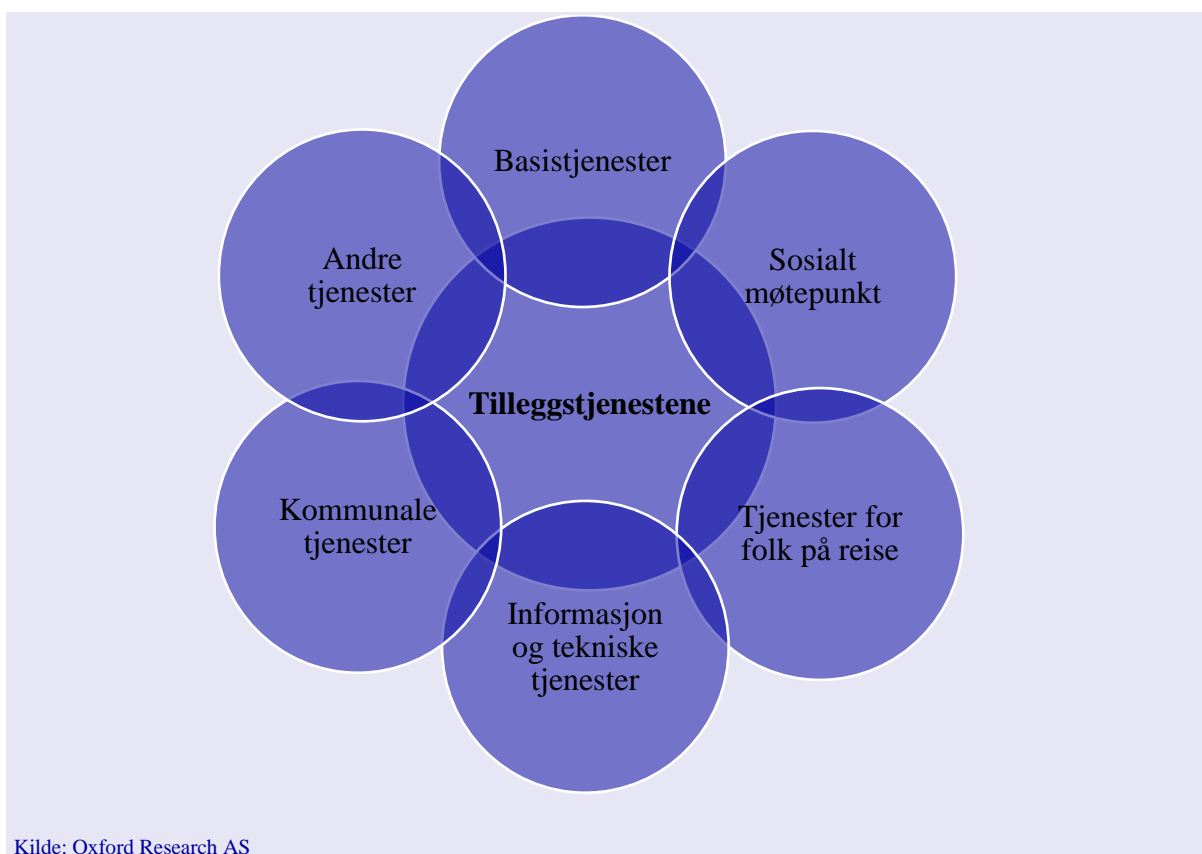 Basistjenester
Andre
tjenester
Sosialt
møtepunkt
Tilleggstjenestene
Kommunale
tjenester
Tjenester for
folk på reise
Informasjon
og tekniske
tjenester
Kilde: Oxford Research AS